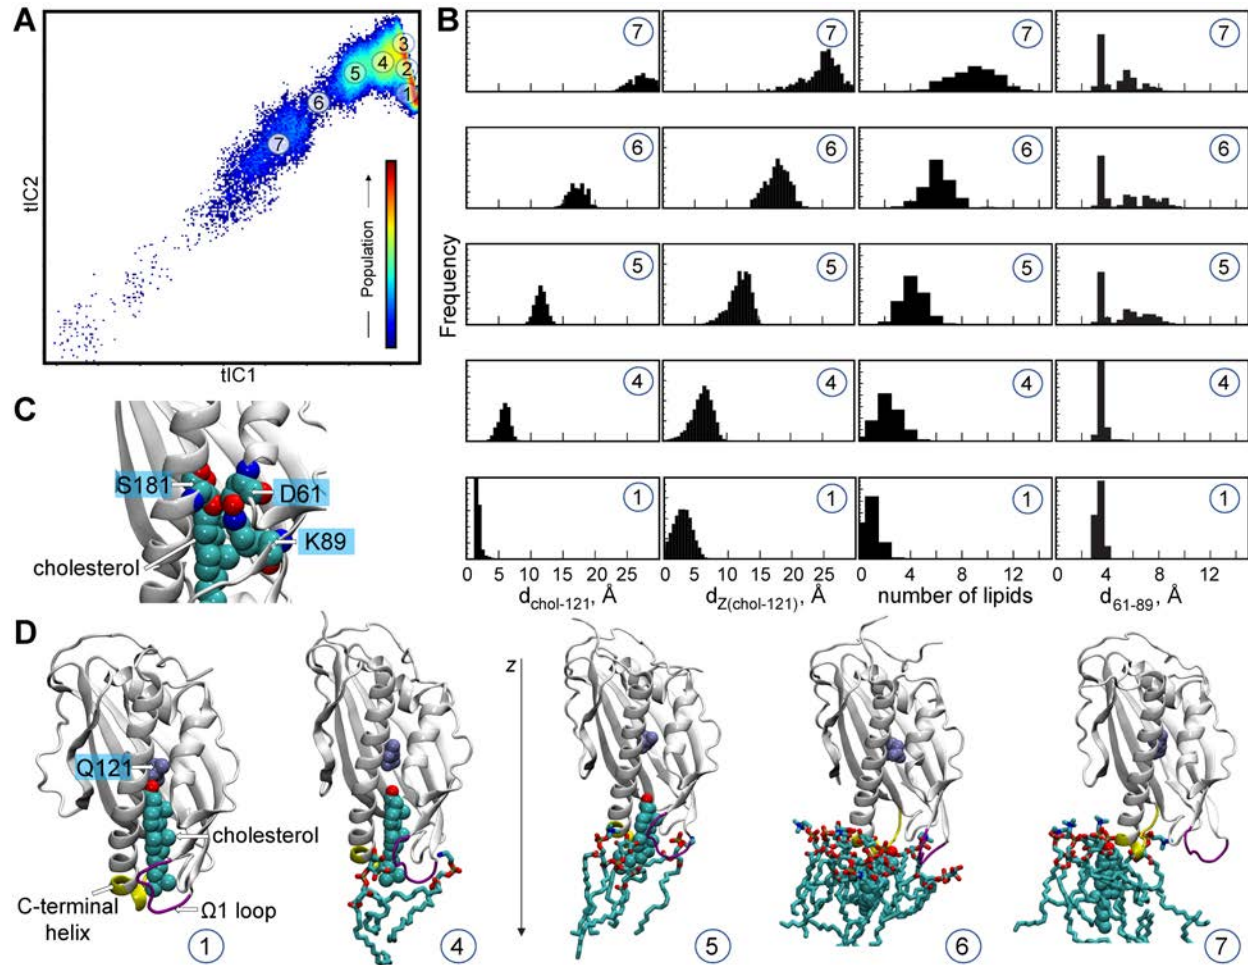 A
tIC2
tIC1
Population
1
2
3
4
5
6
7
B
Frequency
7 7 7 7
6 6 6 6
5 5 5 5
4 4 4 4
1 1 1 1
0 5 10 15 20 25 0 5 10 15 20 25 0 4 8 12 0 4 8 12
d_chol-121, Å d_Z(chol-121), Å number of lipids d_61-89, Å
C
S181
D61
K89
cholesterol
D
z
Q121
cholesterol
C-terminal
helix
Ω1 loop
1 4 5 6 7